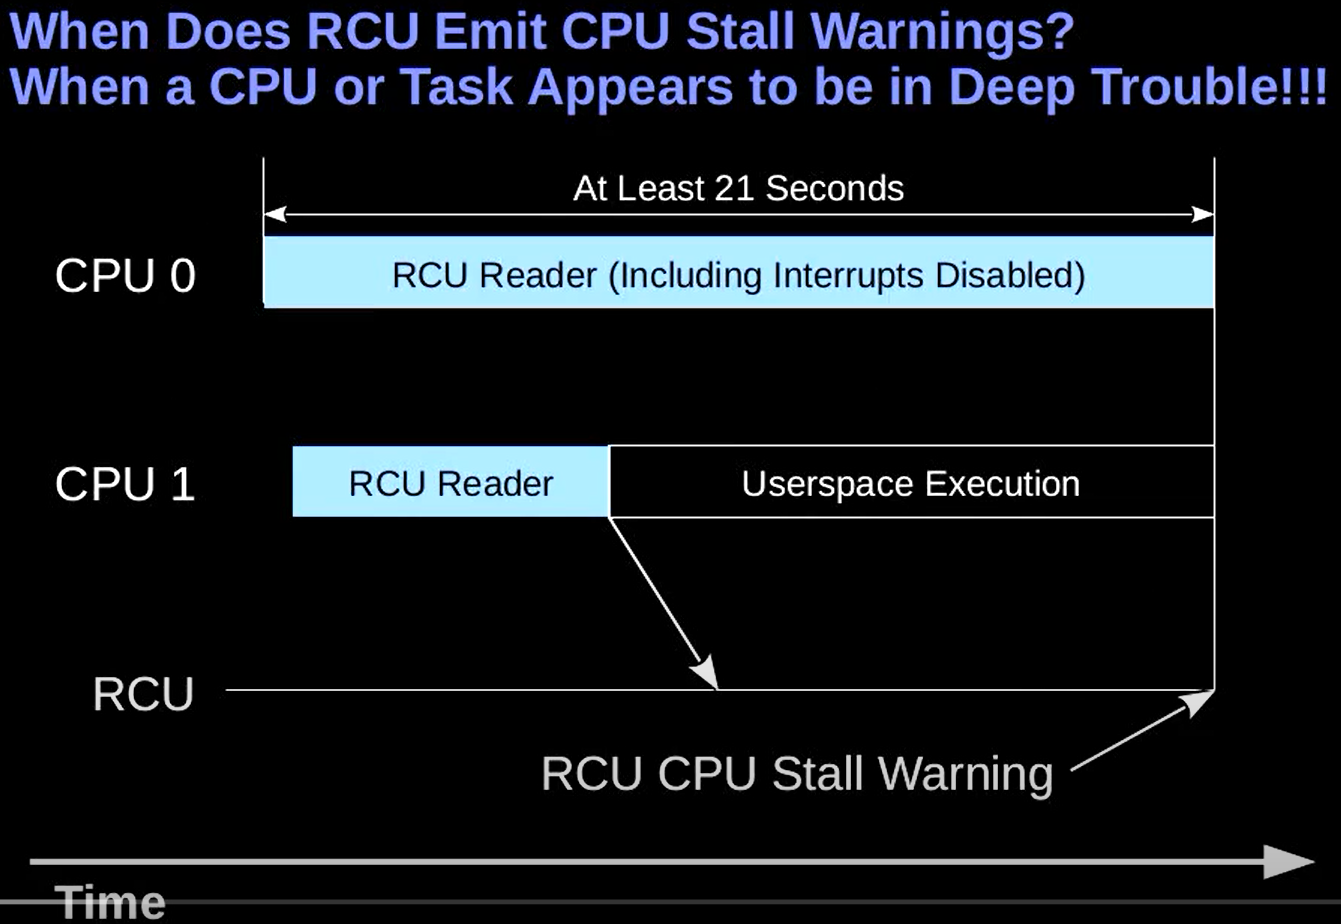 When Does RCU Emit CPU Stall Warnings?
When a CPU or Task Appears to be in Deep Trouble!!!
At Least 21 Seconds
CPU 0
RCU Reader (Including Interrupts Disabled)
CPU 1
RCU Reader
Userspace Execution
RCU
RCU CPU Stall Warning
Time